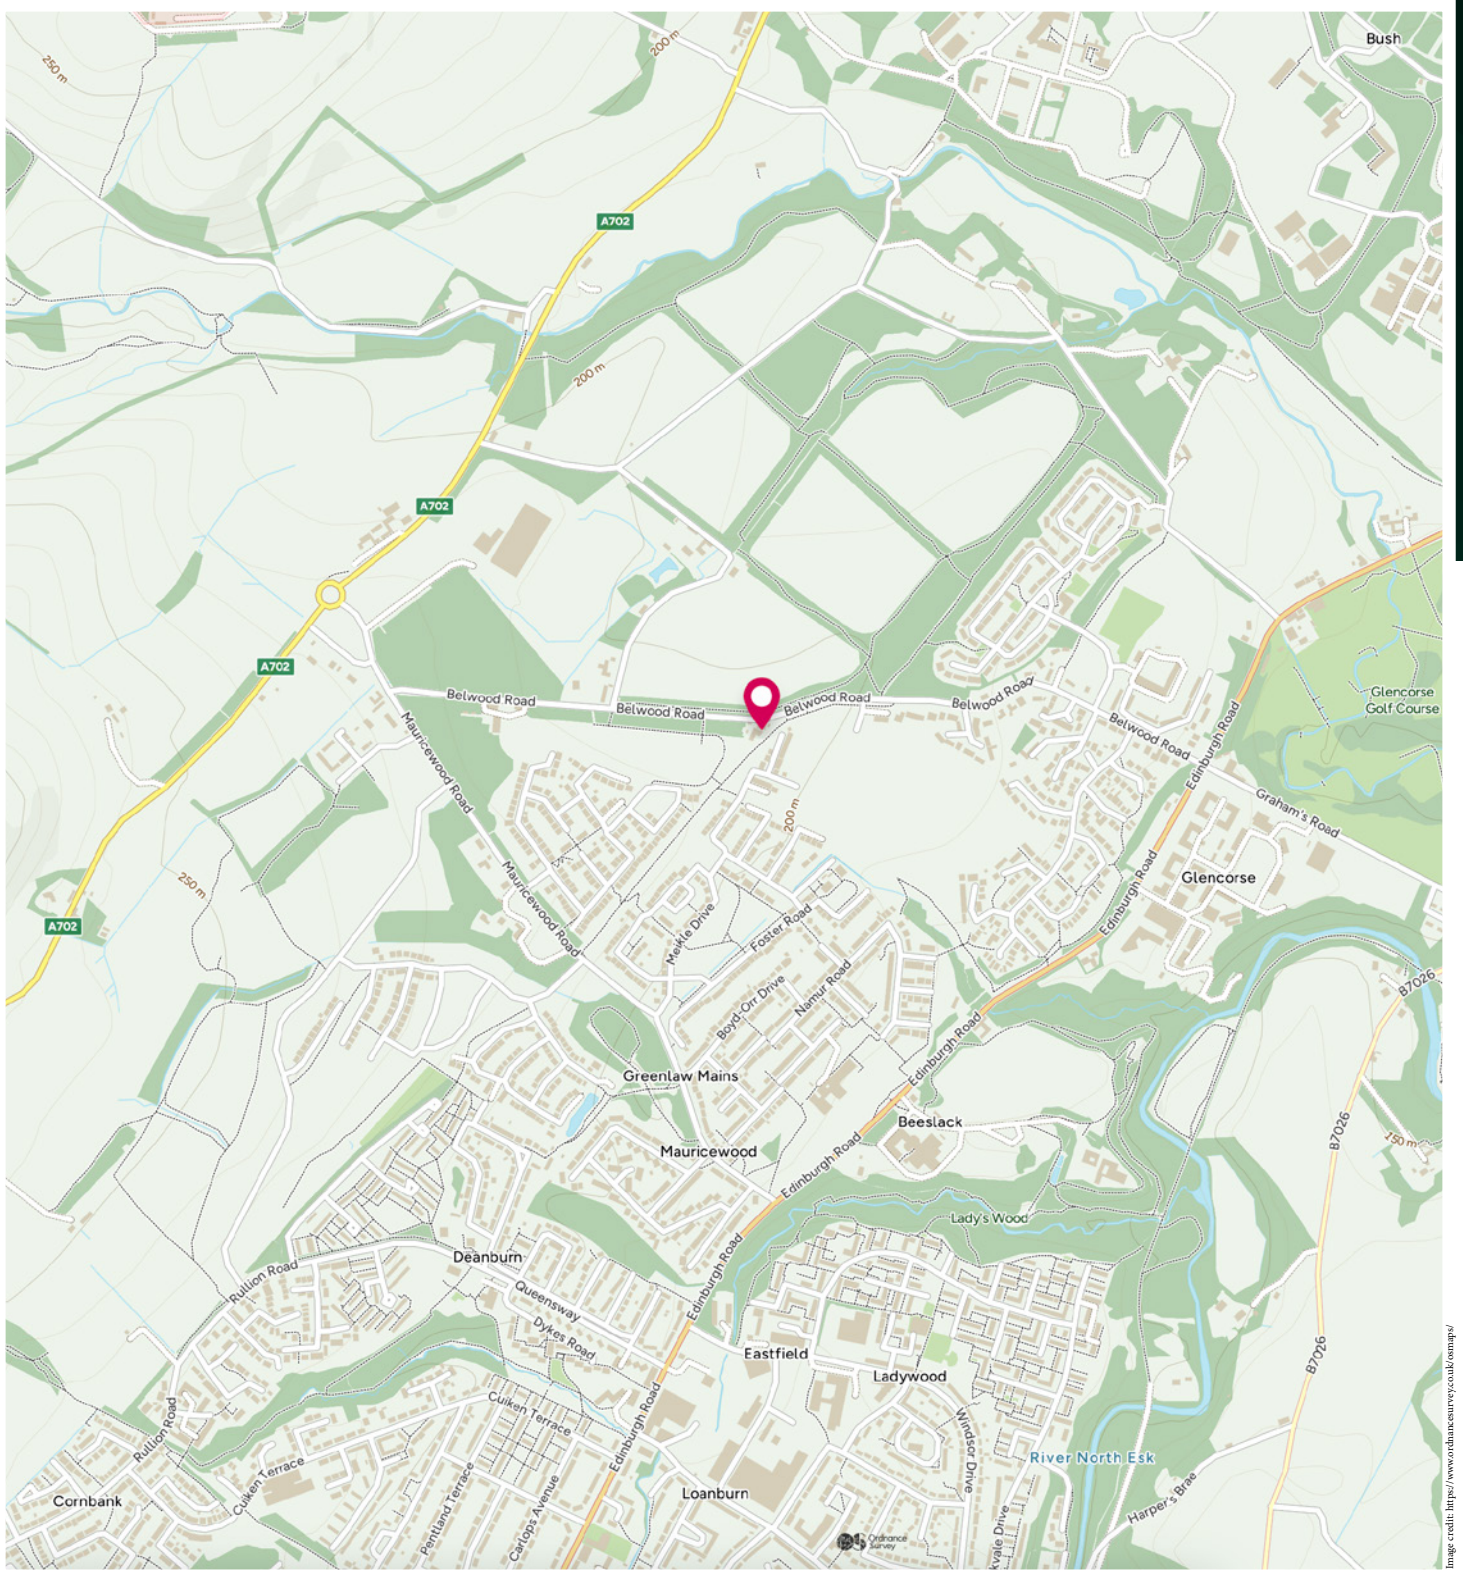 Bush
250 m
200 m
A702
200 m
A702
A702
Belwood Road
Belwood Road
Belwood Road
Belwood Road
Belwood Road
Glencorse
Golf Course
Edinburgh Road
Graham's Road
Mauricewood Road
200 m
Mauricewood Road
250 m
Glencorse
Edinburgh Road
A702
Meikle Drive
Foster Road
Namur Road
Boyd-Orr Drive
B7026
Edinburgh Road
Greenlaw Mains
Beeslack
B7026
150 m
Mauricewood
Edinburgh Road
Lady's Wood
Deanburn
Rullion Road
Queensway
Edinburgh Road
Dykes Road
Eastfield
Ladywood
B7026
Rullion Road
Cuiken Terrace
Edinburgh Road
Windsor Drive
River North Esk
Cuiken Terrace
Cornbank
Pentland Terrace
Carlops Avenue
Loanburn
Harper's Brae
kvale Drive
Ordnance
Survey
Image credit: https://www.ordnancesurvey.co.uk/osmaps/